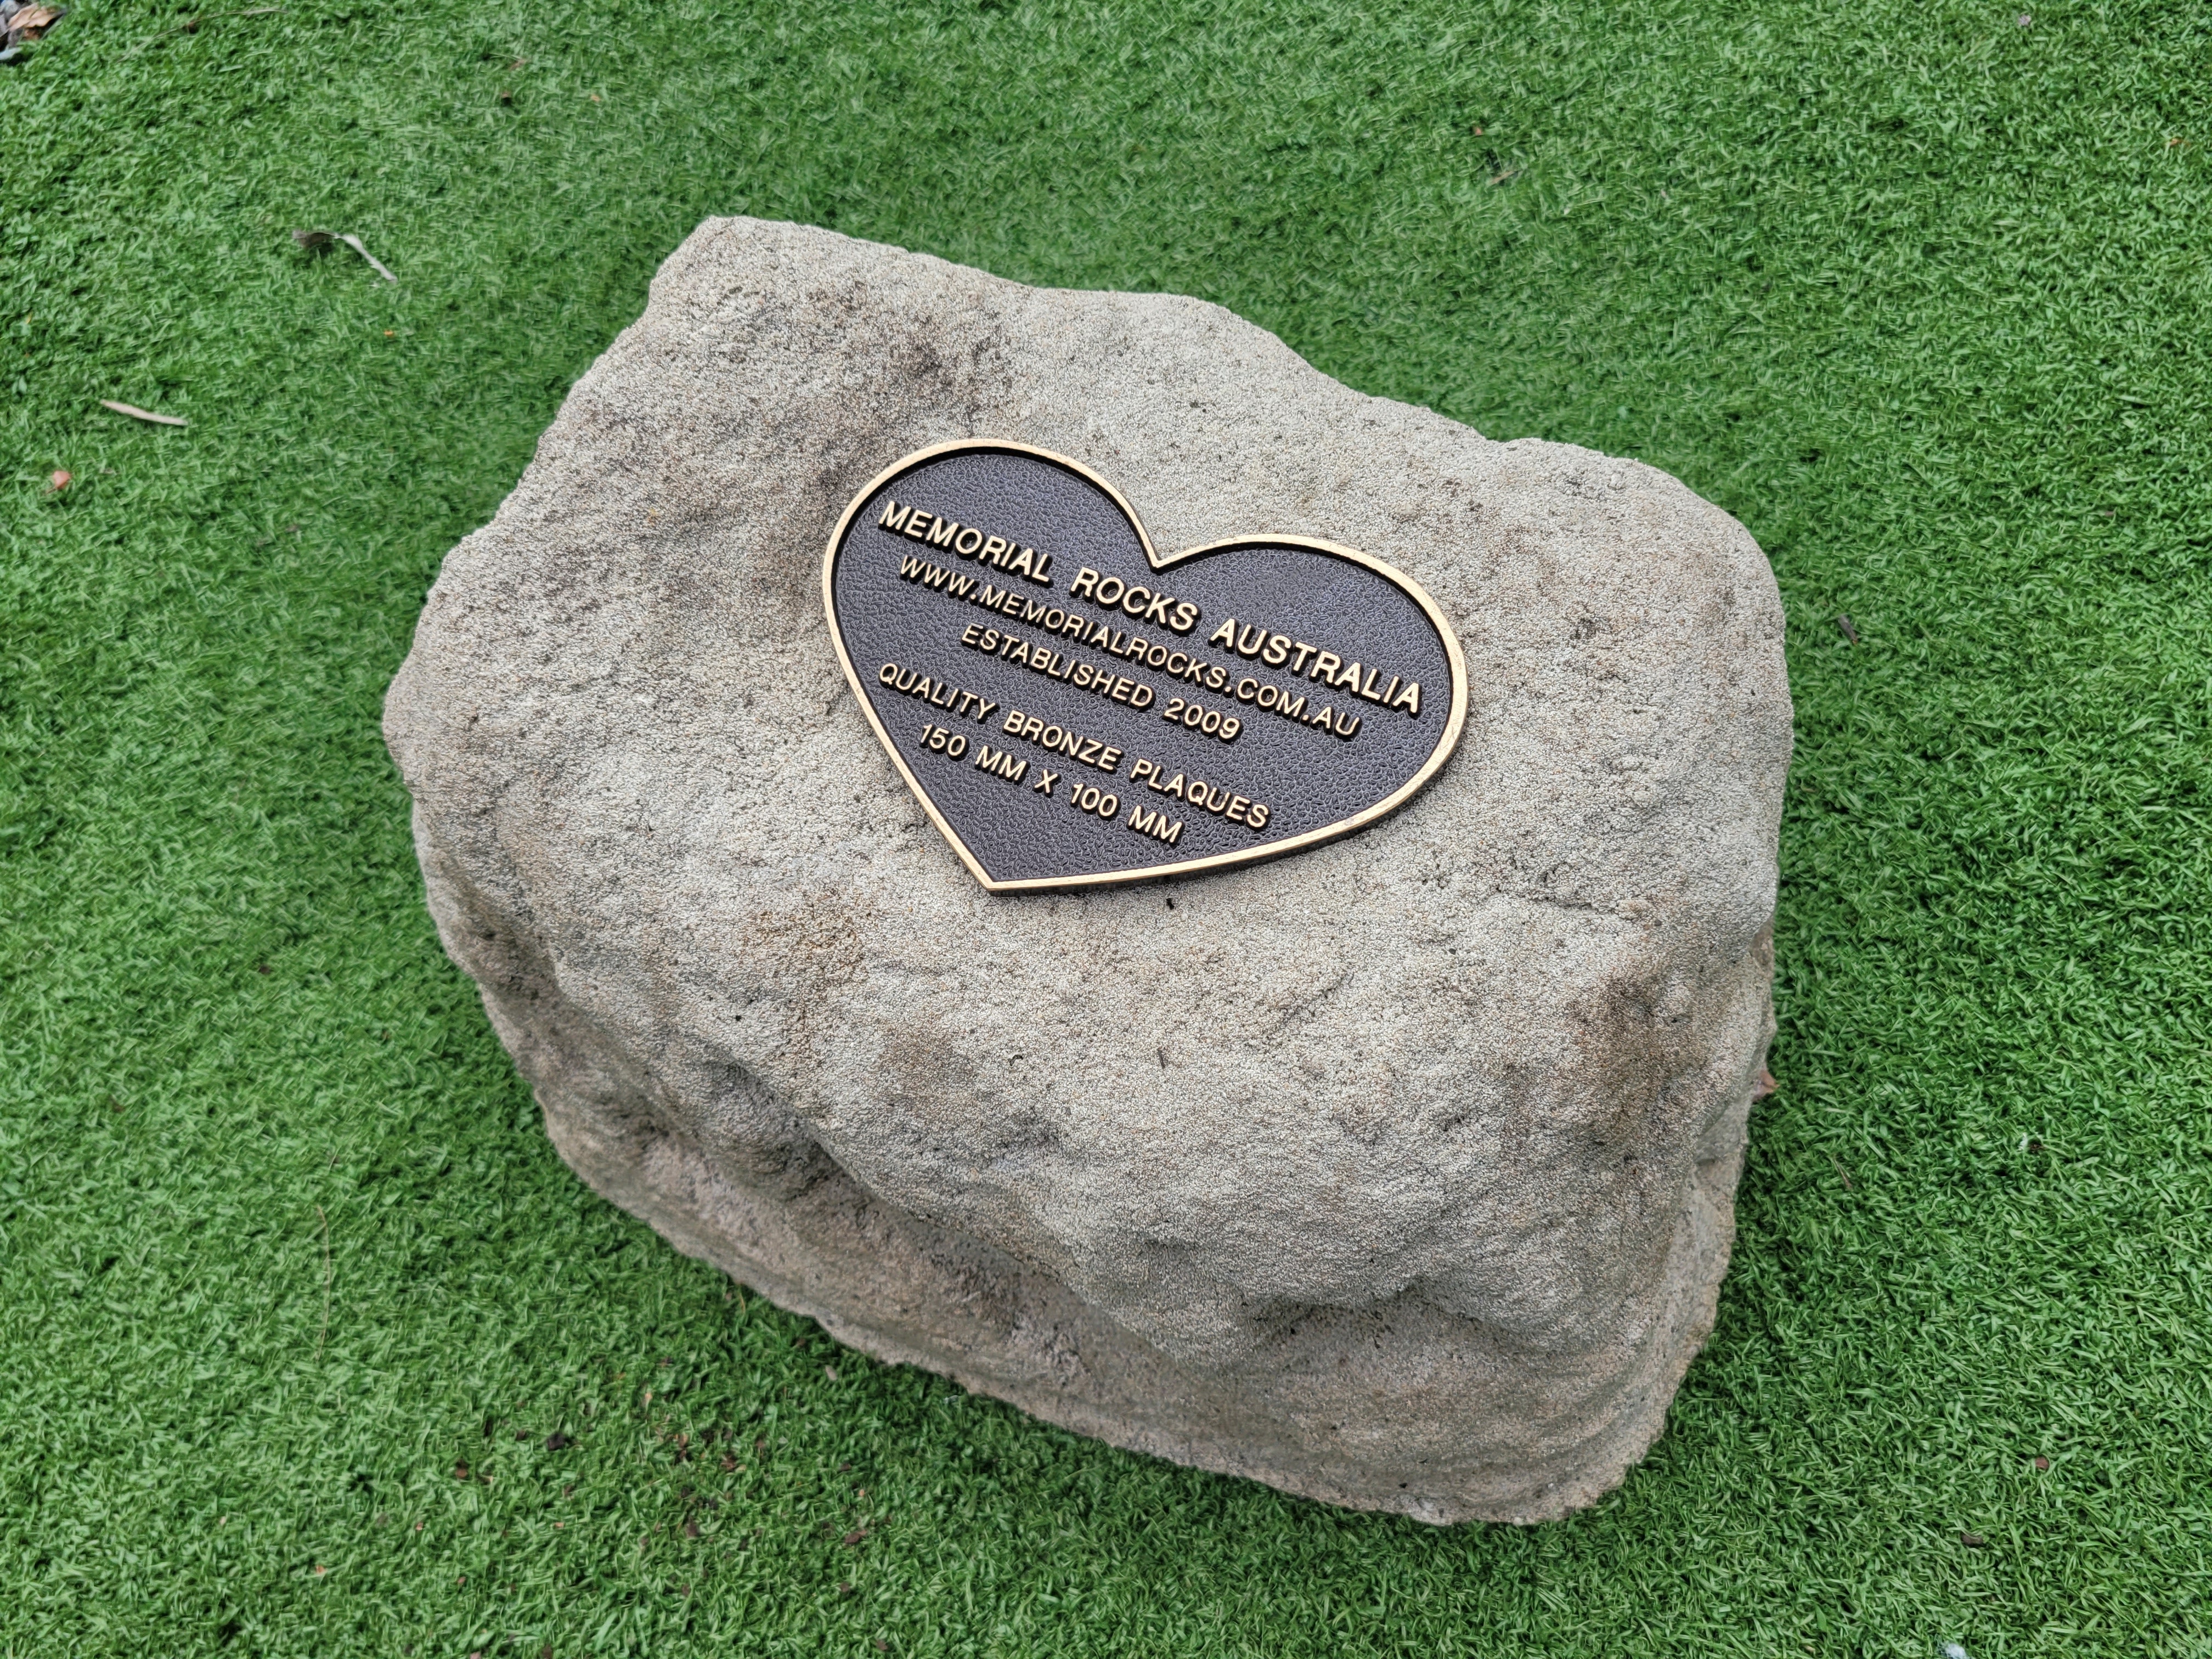 MEMORIAL ROCKS AUSTRALIA
WWW.MEMORIALROCKS.COM.AU
ESTABLISHED 2009
QUALITY BRONZE PLAQUES
150 MM X 100 MM